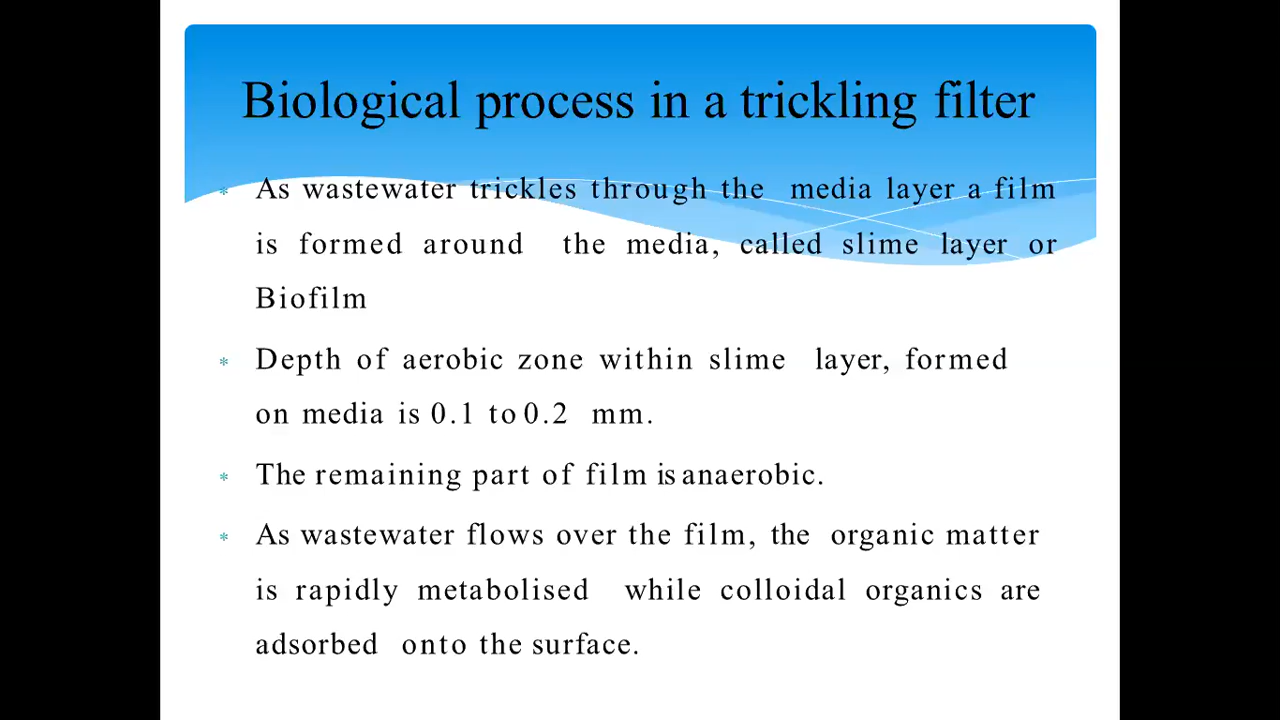 Biological process in a trickling filter
* As wastewater trickles through the media layer a film
is formed around the media, called slime layer or
Biofilm
* Depth of aerobic zone within slime layer, formed
on media is 0.1 to 0.2 mm.
* The remaining part of film is anaerobic.
* As wastewater flows over the film, the organic matter
is rapidly metabolised while colloidal organics are
adsorbed onto the surface.